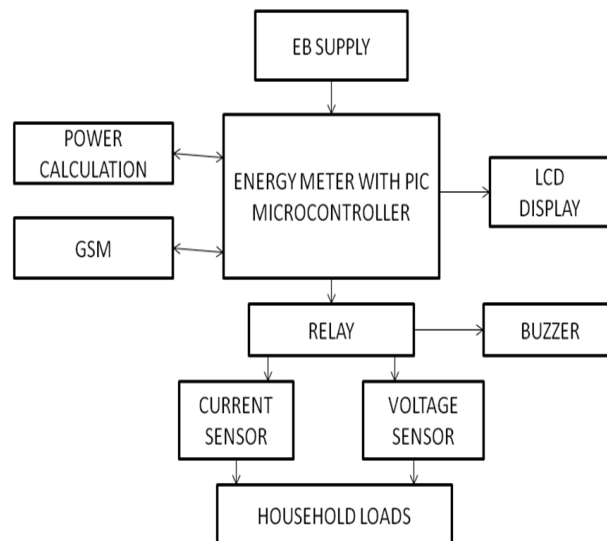 EB SUPPLY
POWER
CALCULATION
ENERGY METER WITH PIC
MICROCONTROLLER
LCD
DISPLAY
GSM
RELAY
BUZZER
CURRENT
SENSOR
VOLTAGE
SENSOR
HOUSEHOLD LOADS